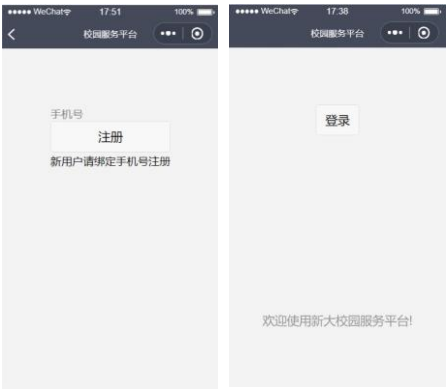 WeChat 17:51 100%
校园服务平台
手机号
注册
新用户请绑定手机号注册
WeChat 17:38 100%
校园服务平台
登录
欢迎使用新大校园服务平台!